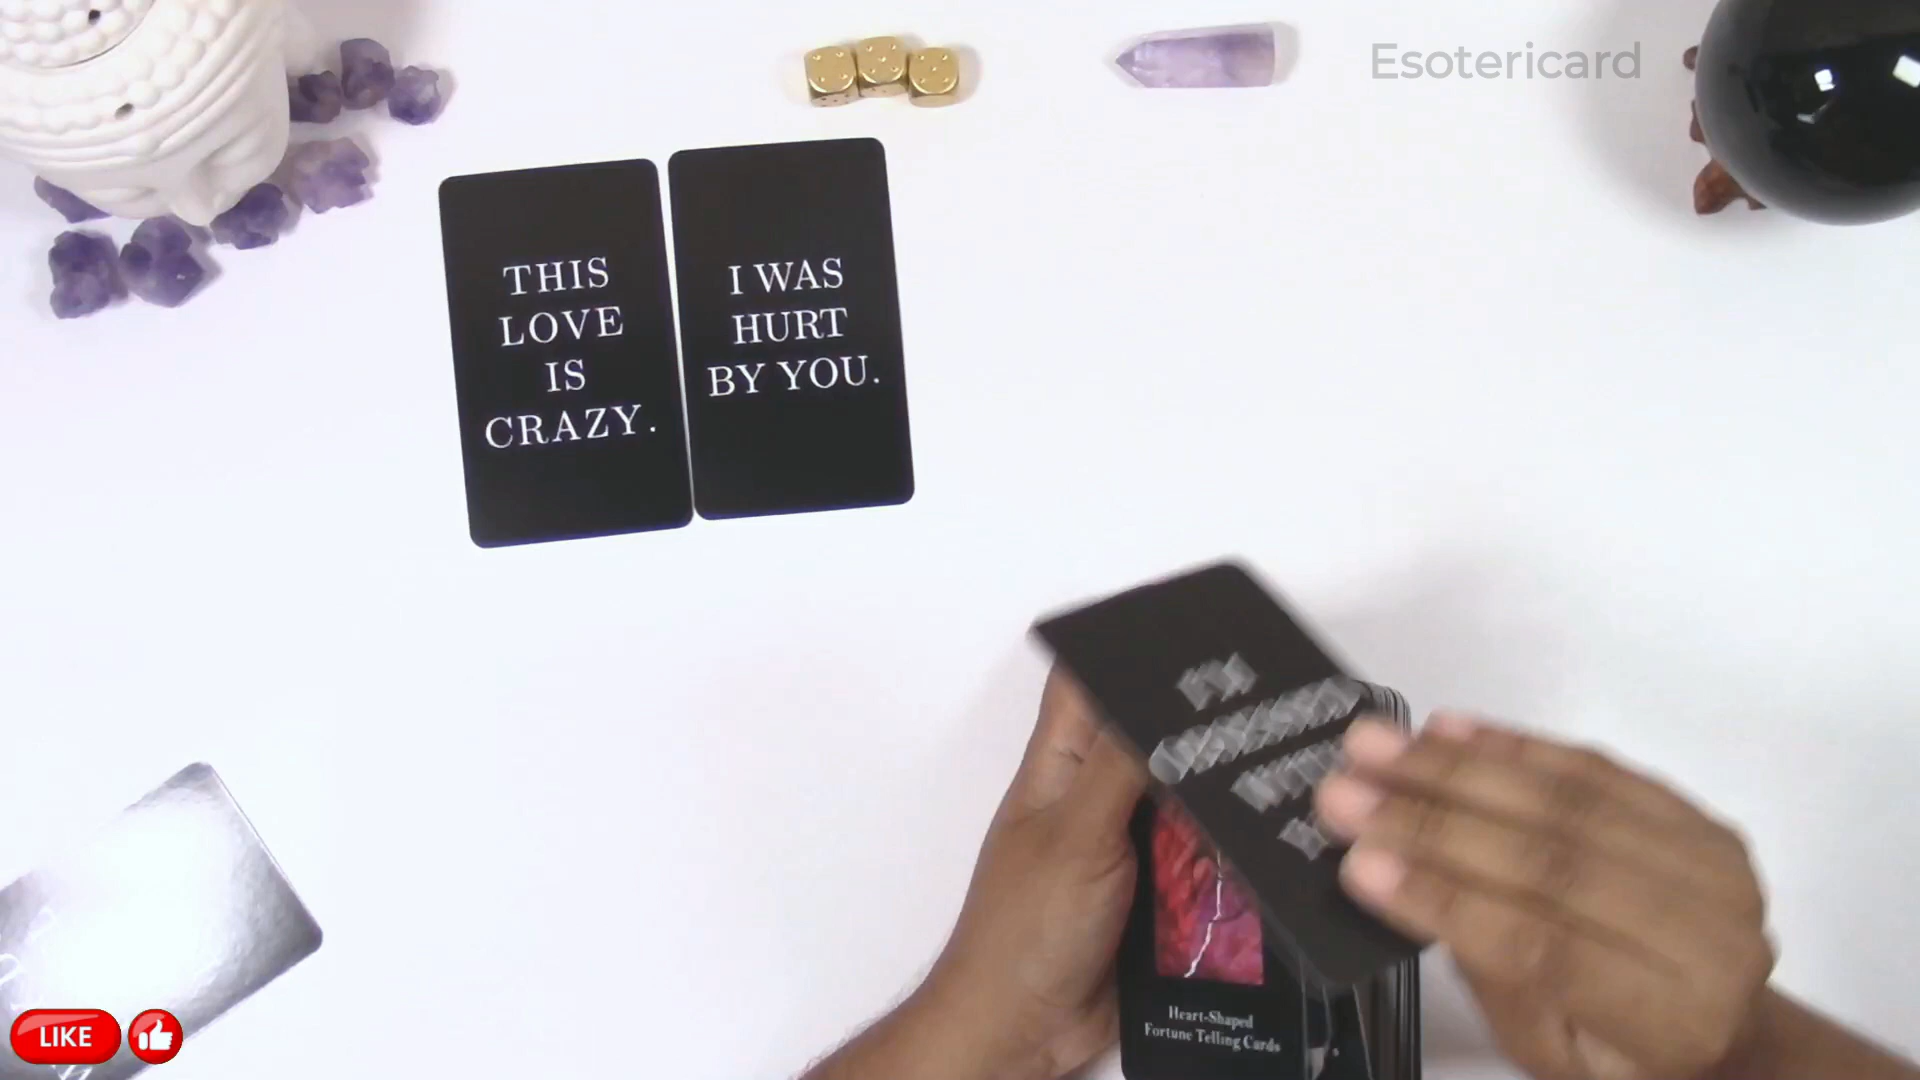 Esotericard
THIS
LOVE
IS
CRAZY.
I WAS
HURT
BY YOU.
Heart-Shaped
Fortune Telling Cards
LIKE